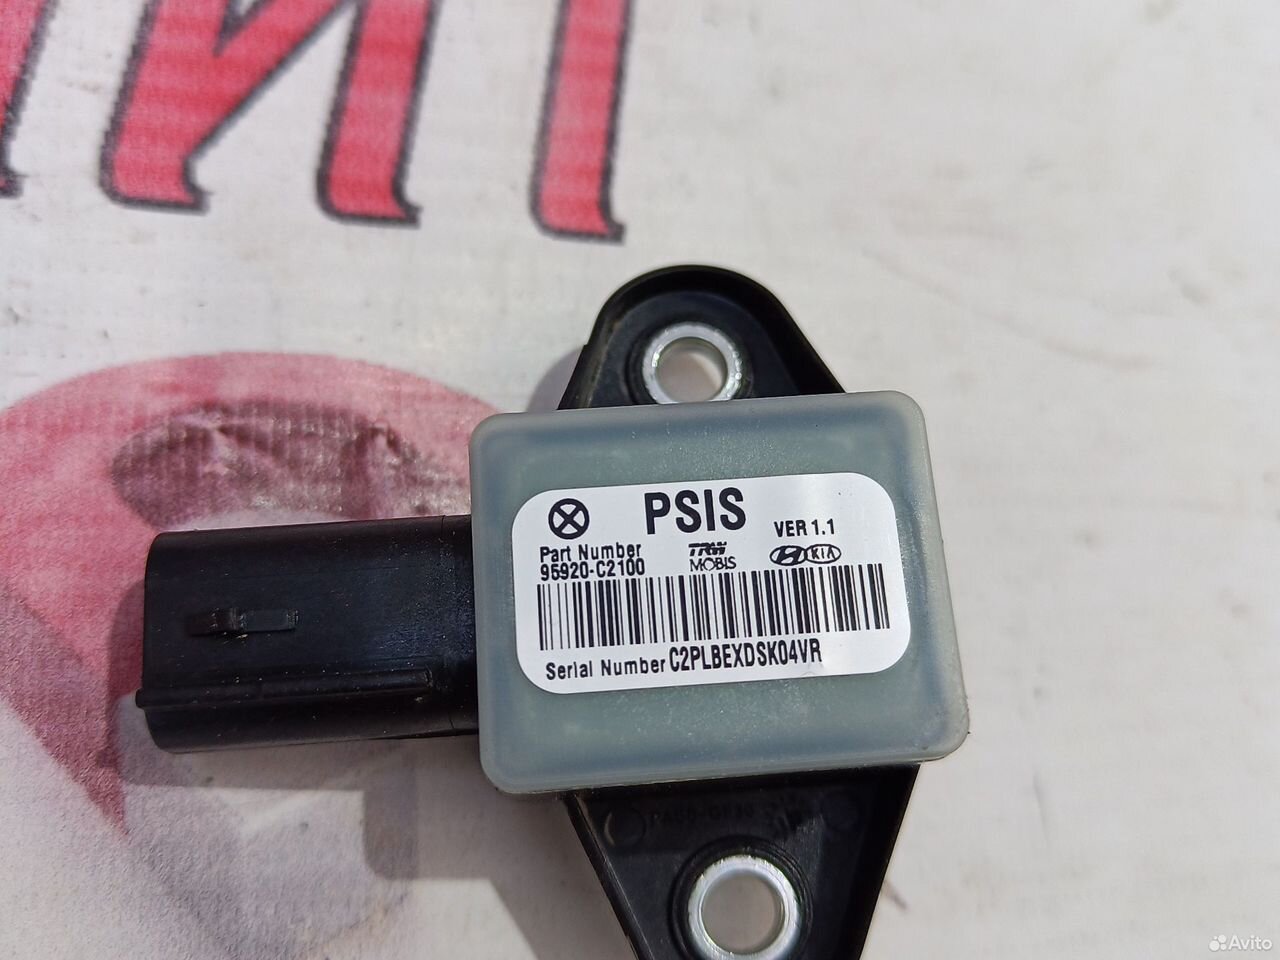 PSIS
VER 1.1
Part Number
95920-C2100
TRW
MOBIS
KIA
Serial Number C2PLBEXDSK04VR
Avito